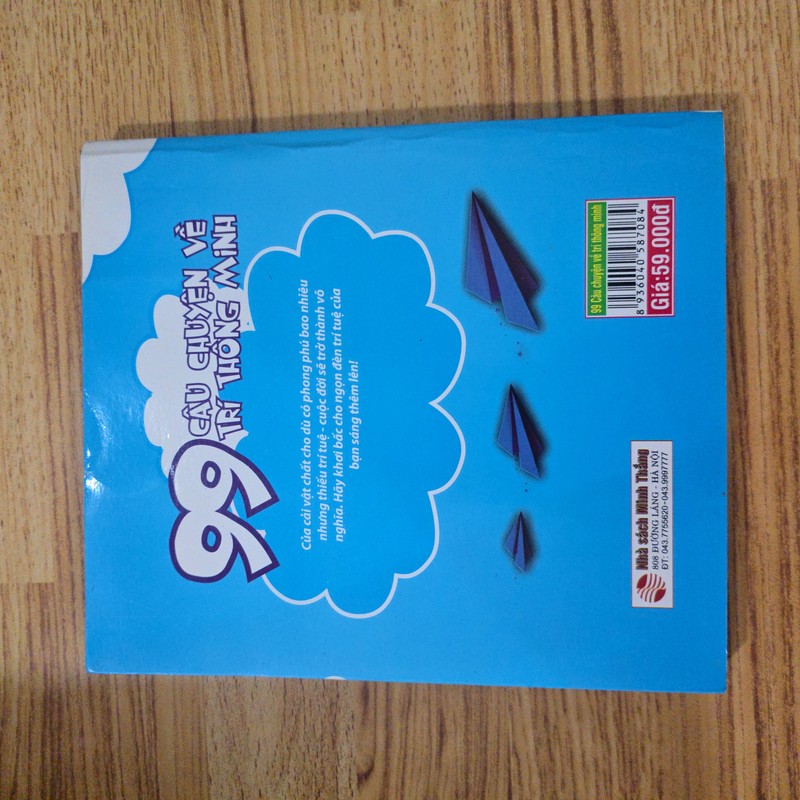 99
CÂU CHUYỆN VỀ
TRÍ THÔNG MINH
Của cải vật chất cho dù có phong phú bao nhiêu
nhưng thiếu trí tuệ - cuộc đời sẽ trở thành vô
nghĩa. Hãy khơi bấc cho ngọn đèn trí tuệ của
bạn sáng thêm lên!
Nhà sách Minh Thắng
808 ĐƯỜNG LÁNG - HÀ NỘI
ĐT: 043.7755620-043.9997777
99 Câu chuyện về trí thông minh
8 936040 587084
Giá:59.000đ